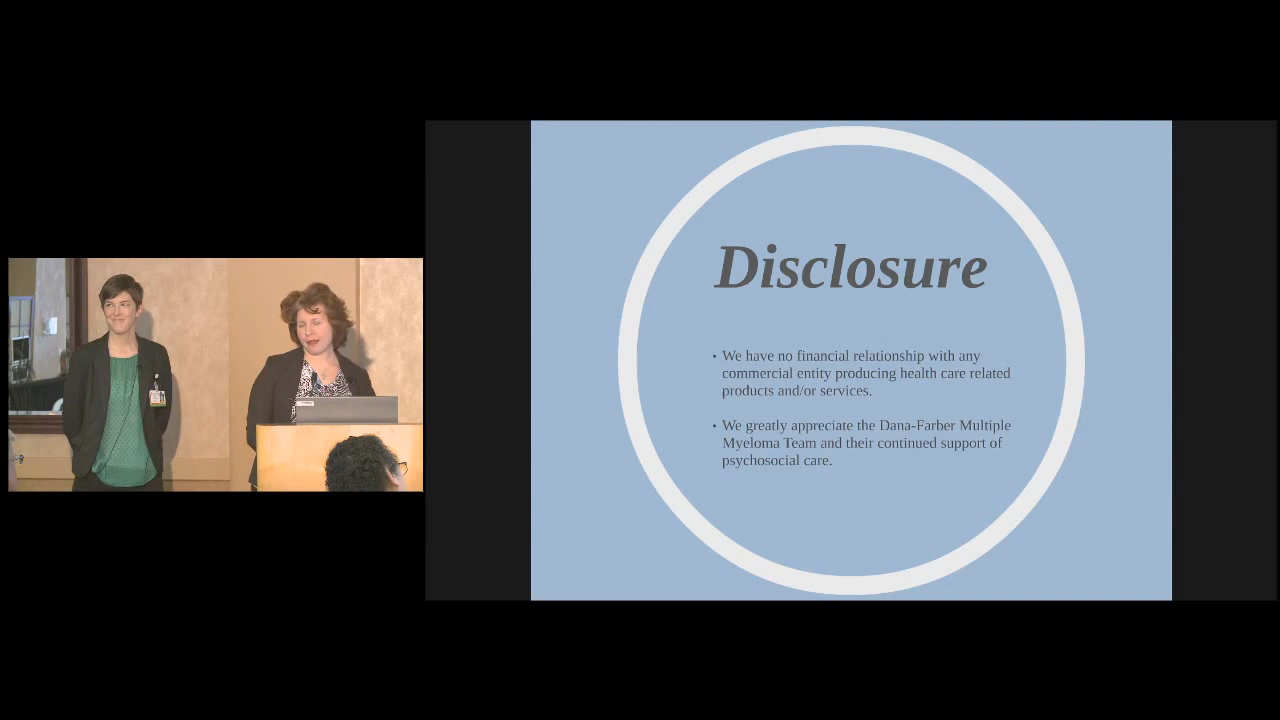 Disclosure
• We have no financial relationship with any
commercial entity producing health care related
products and/or services.
• We greatly appreciate the Dana-Farber Multiple
Myeloma Team and their continued support of
psychosocial care.